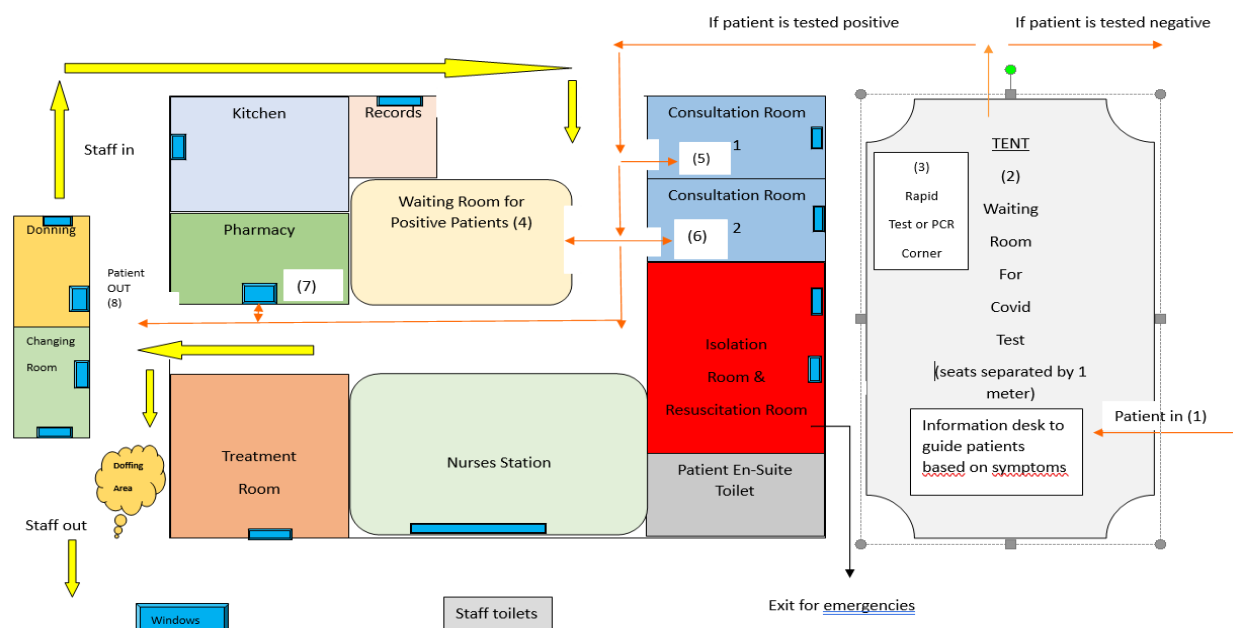 If patient is tested positive
If patient is tested negative
Staff in
Kitchen
Records
Consultation Room
1
(5)
TENT
(2)
Waiting
Room
For
Covid
Test
(seats separated by 1
meter)
(3)
Rapid
Test or PCR
Corner
Waiting Room for
Positive Patients (4)
Consultation Room
2
(6)
Donning
Pharmacy
(7)
Patient
OUT
(8)
Changing
Room
Isolation
Room &
Resuscitation Room
Patient in (1)
Information desk to
guide patients
based on symptoms
Doffing
Area
Treatment
Room
Nurses Station
Patient En-Suite
Toilet
Staff out
Exit for emergencies
Windows
Staff toilets